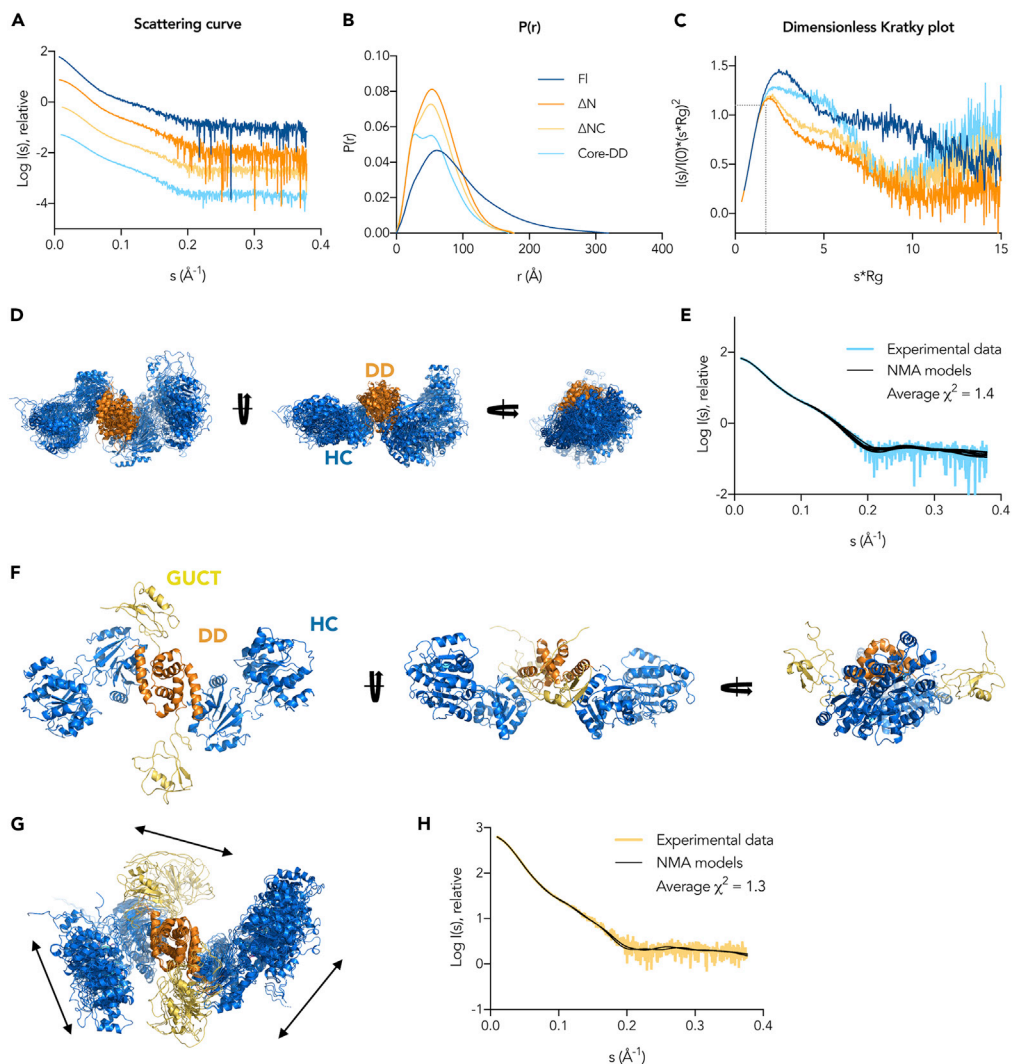 A
Scattering curve
Log I(s), relative
2
0
-2
-4
0.0 0.1 0.2 0.3 0.4
s (Å⁻¹)
B
P(r)
P(r)
0.10
0.08
0.06
0.04
0.02
0.00
0 100 200 300 400
r (Å)
Fl
ΔN
ΔNC
Core-DD
C
Dimensionless Kratky plot
I(s)/I(0)*(s*Rg)²
1.5
1.0
0.5
0.0
0 5 10 15
s*Rg
D
DD
HC
E
Log I(s), relative
2
0
-2
0.0 0.1 0.2 0.3 0.4
s (Å⁻¹)
Experimental data
NMA models
Average χ² = 1.4
F
GUCT
DD
HC
G
H
Log I(s), relative
3
2
1
0
-1
0.0 0.1 0.2 0.3 0.4
s (Å⁻¹)
Experimental data
NMA models
Average χ² = 1.3